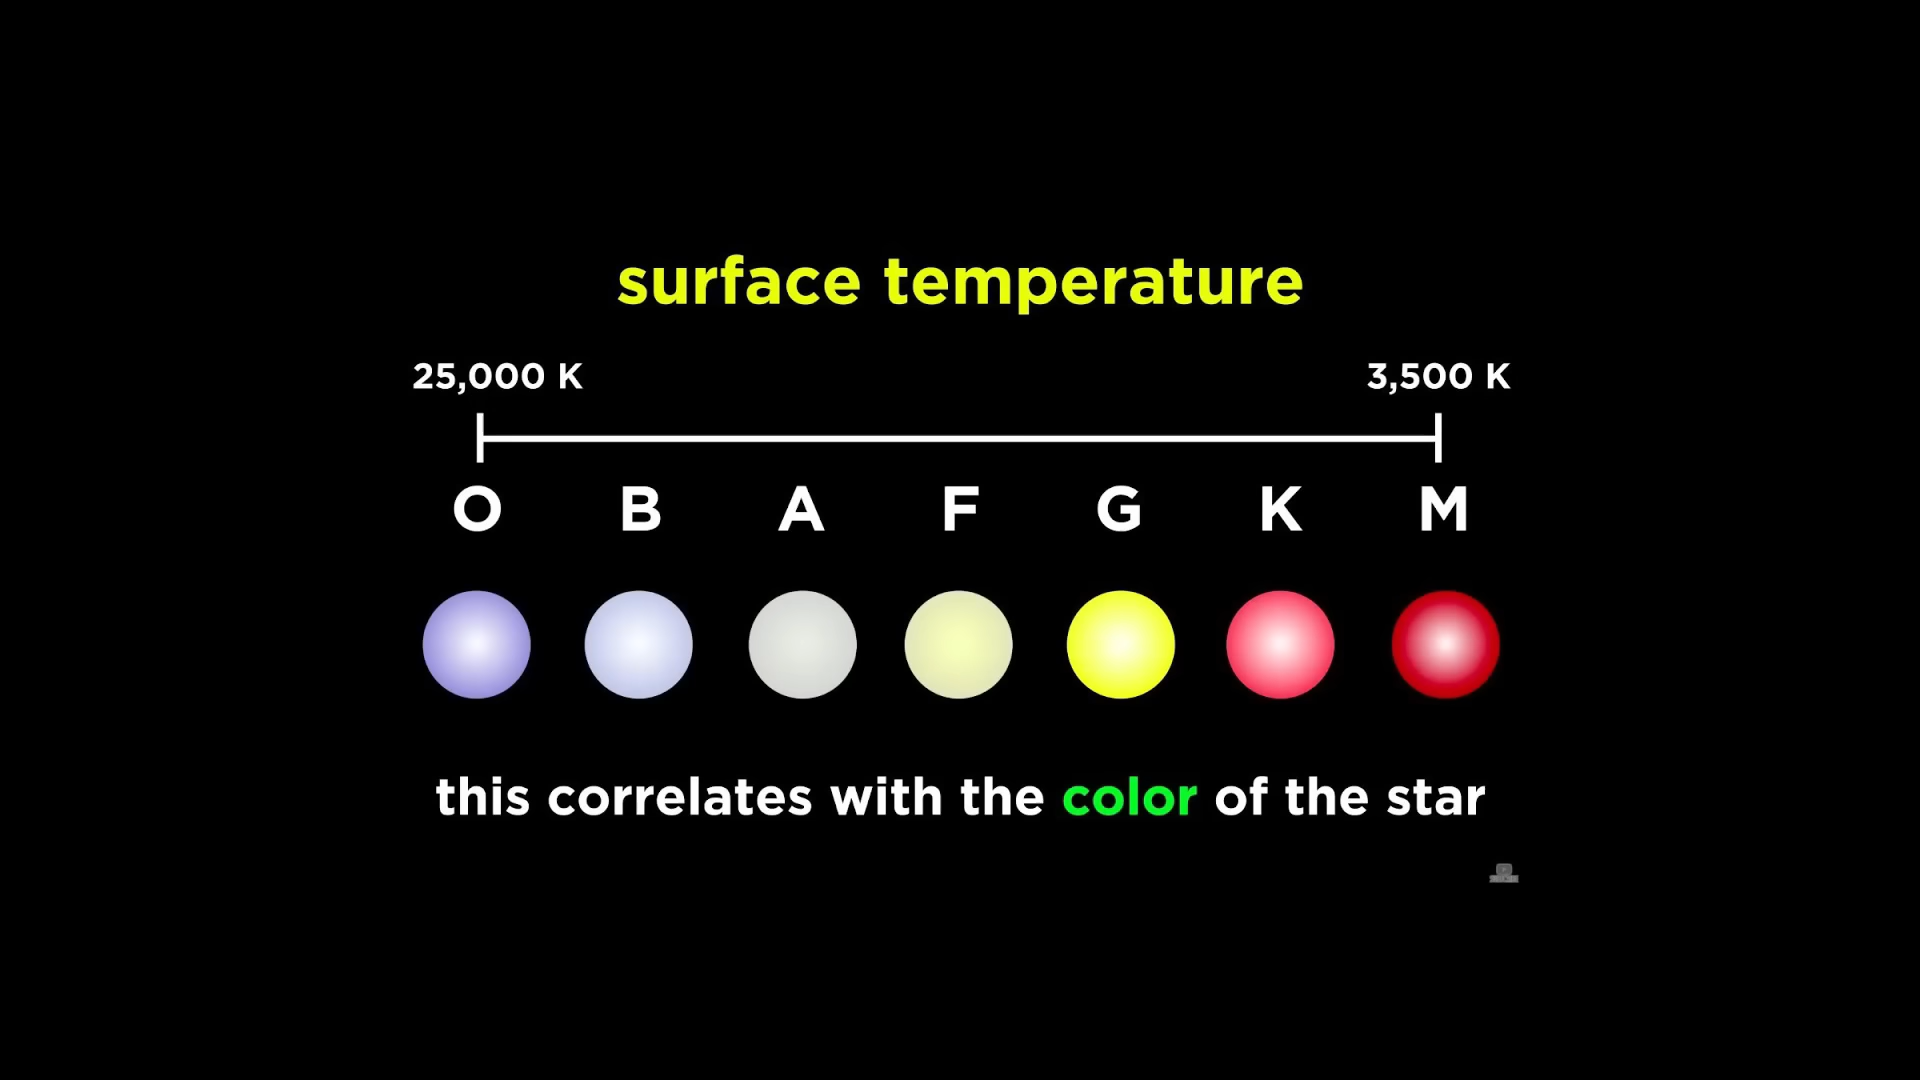 surface temperature
25,000 K 3,500 K
O B A F G K M
this correlates with the color of the star